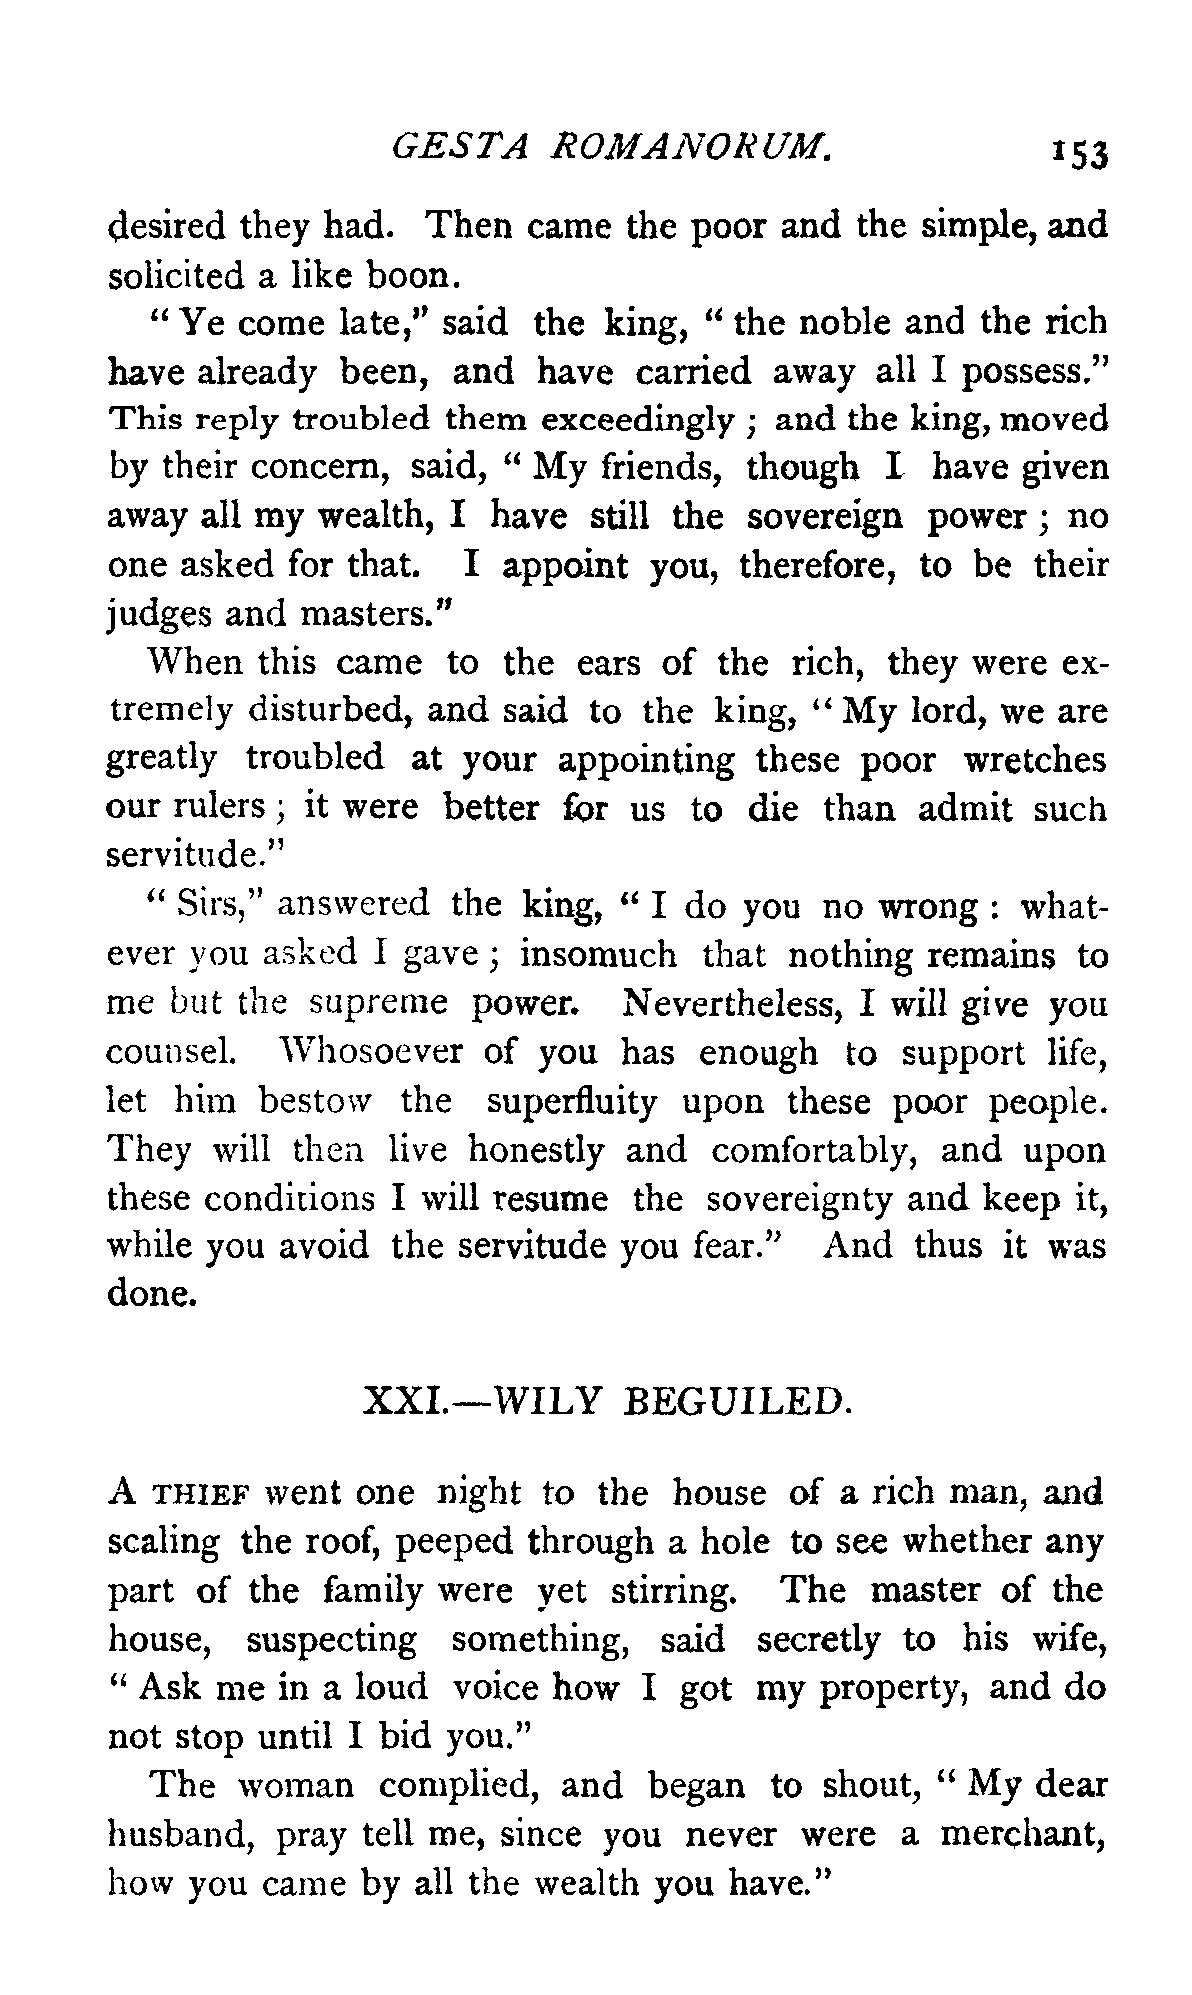 GESTA ROMANORUM. 153
desired they had. Then came the poor and the simple, and
solicited a like boon.
“ Ye come late,” said the king, “ the noble and the rich
have already been, and have carried away all I possess.”
This reply troubled them exceedingly ; and the king, moved
by their concern, said, “ My friends, though I have given
away all my wealth, I have still the sovereign power ; no
one asked for that. I appoint you, therefore, to be their
judges and masters.”
When this came to the ears of the rich, they were ex-
tremely disturbed, and said to the king, “ My lord, we are
greatly troubled at your appointing these poor wretches
our rulers ; it were better for us to die than admit such
servitude.”
“ Sirs,” answered the king, “ I do you no wrong : what-
ever you asked I gave ; insomuch that nothing remains to
me but the supreme power. Nevertheless, I will give you
counsel. Whosoever of you has enough to support life,
let him bestow the superfluity upon these poor people.
They will then live honestly and comfortably, and upon
these conditions I will resume the sovereignty and keep it,
while you avoid the servitude you fear.” And thus it was
done.
XXI.—WILY BEGUILED.
A THIEF went one night to the house of a rich man, and
scaling the roof, peeped through a hole to see whether any
part of the family were yet stirring. The master of the
house, suspecting something, said secretly to his wife,
“ Ask me in a loud voice how I got my property, and do
not stop until I bid you.”
The woman complied, and began to shout, “ My dear
husband, pray tell me, since you never were a merchant,
how you came by all the wealth you have.”